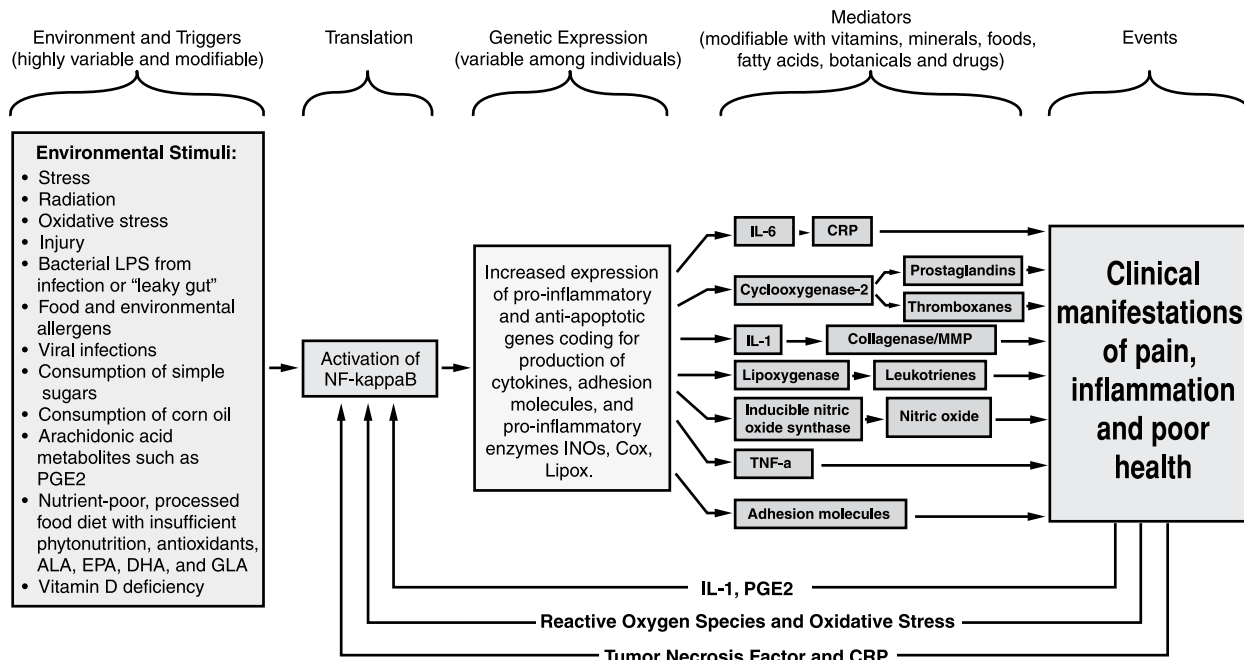 Environment and Triggers
(highly variable and modifiable)
Translation
Genetic Expression
(variable among individuals)
Mediators
(modifiable with vitamins, minerals, foods,
fatty acids, botanicals and drugs)
Events
Environmental Stimuli:
• Stress
• Radiation
• Oxidative stress
• Injury
• Bacterial LPS from
infection or “leaky gut”
• Food and environmental
allergens
• Viral infections
• Consumption of simple
sugars
• Consumption of corn oil
• Arachidonic acid
metabolites such as
PGE2
• Nutrient-poor, processed
food diet with insufficient
phytonutrition, antioxidants,
ALA, EPA, DHA, and GLA
• Vitamin D deficiency
Activation of
NF-kappaB
Increased expression
of pro-inflammatory
and anti-apoptotic
genes coding for
production of
cytokines, adhesion
molecules, and
pro-inflammatory
enzymes INOs, Cox,
Lipox.
IL-6
CRP
Cyclooxygenase-2
Prostaglandins
Thromboxanes
IL-1
Collagenase/MMP
Lipoxygenase
Leukotrienes
Inducible nitric
oxide synthase
Nitric oxide
TNF-a
Adhesion molecules
Clinical
manifestations
of pain,
inflammation
and poor
health
IL-1, PGE2
Reactive Oxygen Species and Oxidative Stress
Tumor Necrosis Factor and CRP